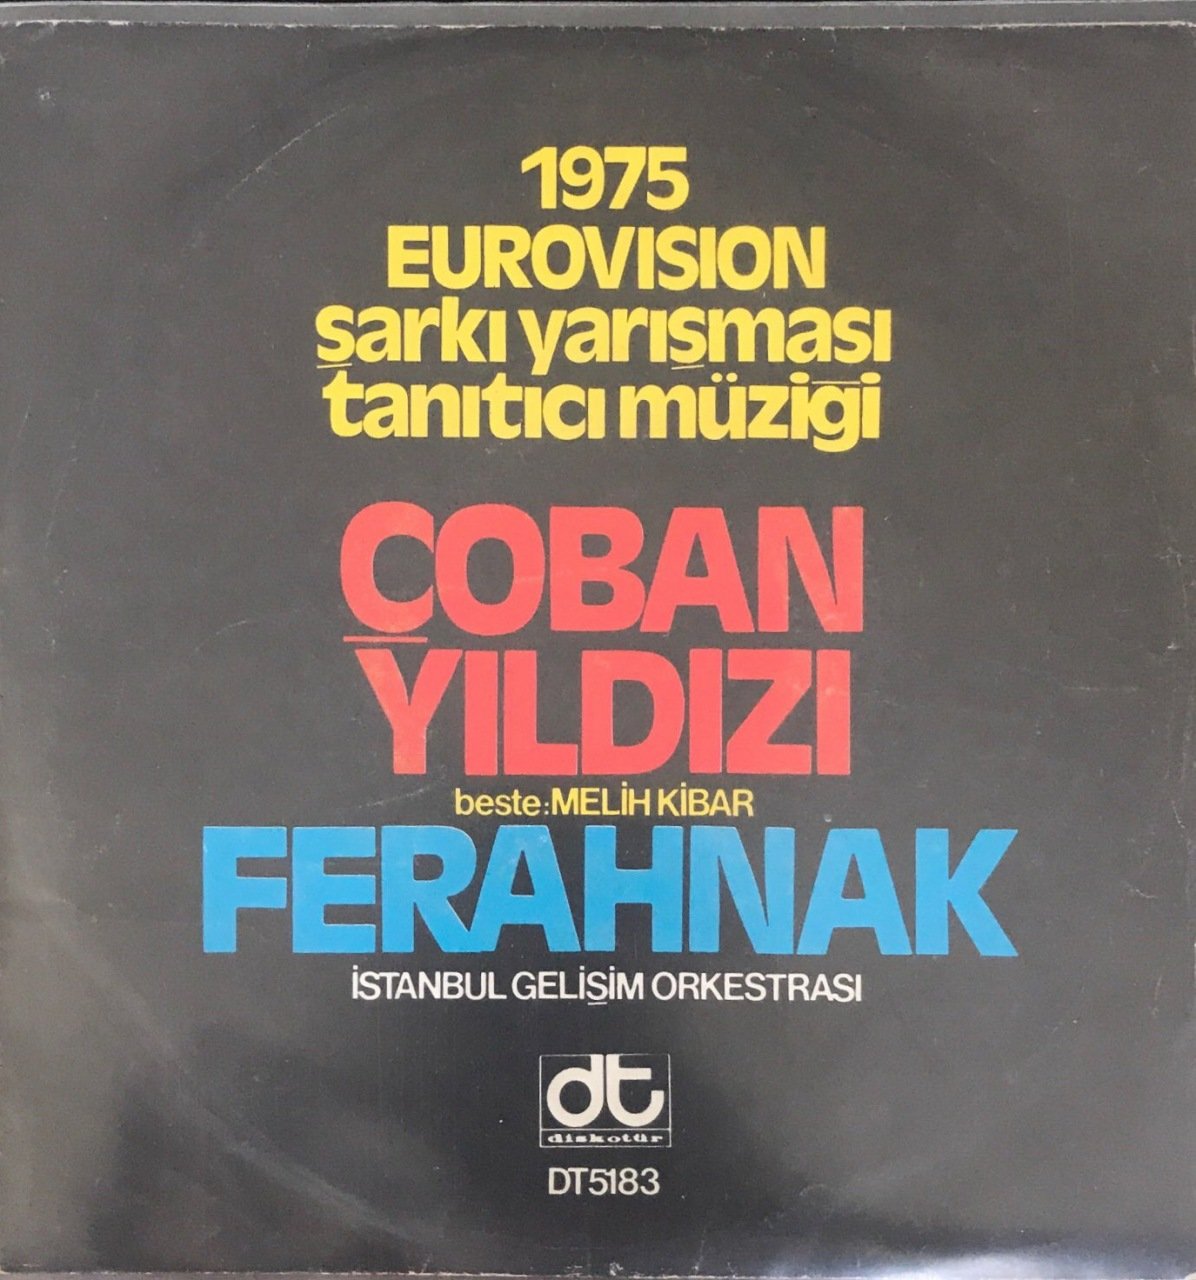 1975
EUROVISION
şarkı yarışması
tanıtıcı müziği
ÇOBAN
YILDIZI
beste: MELİH KİBAR
FERAHNAK
İSTANBUL GELİŞİM ORKESTRASI
dt
diskotür
DT5183